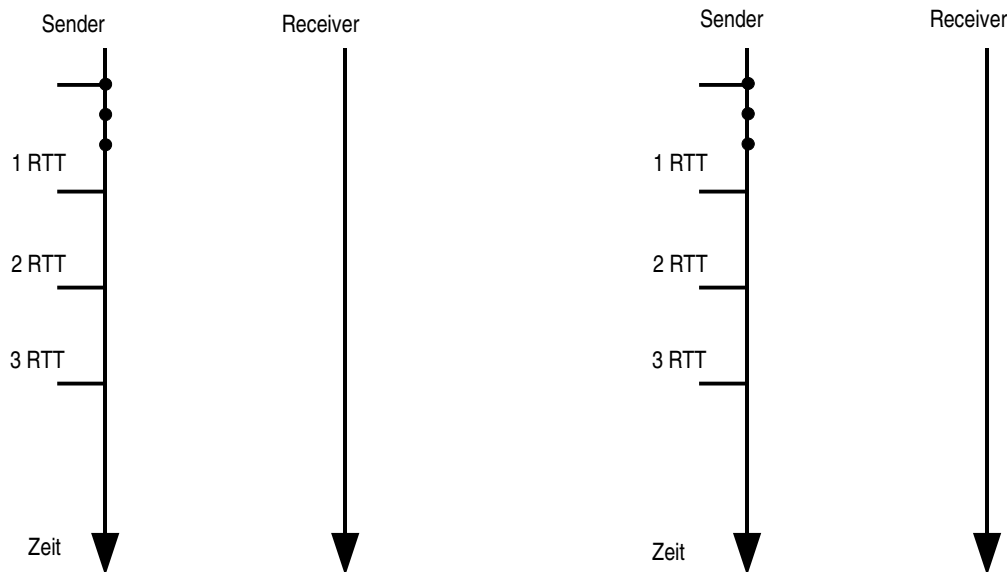 Sender
Receiver
1 RTT
2 RTT
3 RTT
Zeit
Sender
Receiver
1 RTT
2 RTT
3 RTT
Zeit